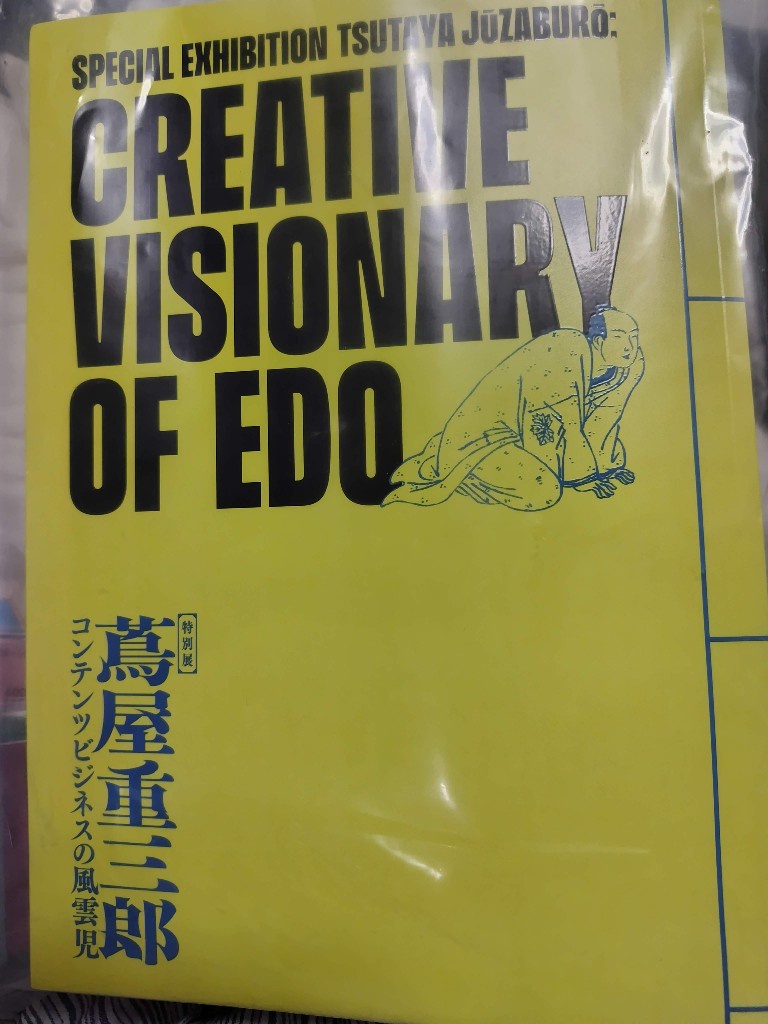 SPECIAL EXHIBITION TSUTAYA JŪZABURŌ:
CREATIVE
VISIONARY
OF EDO
特別展
蔦屋重三郎
コンテンツビジネスの風雲児